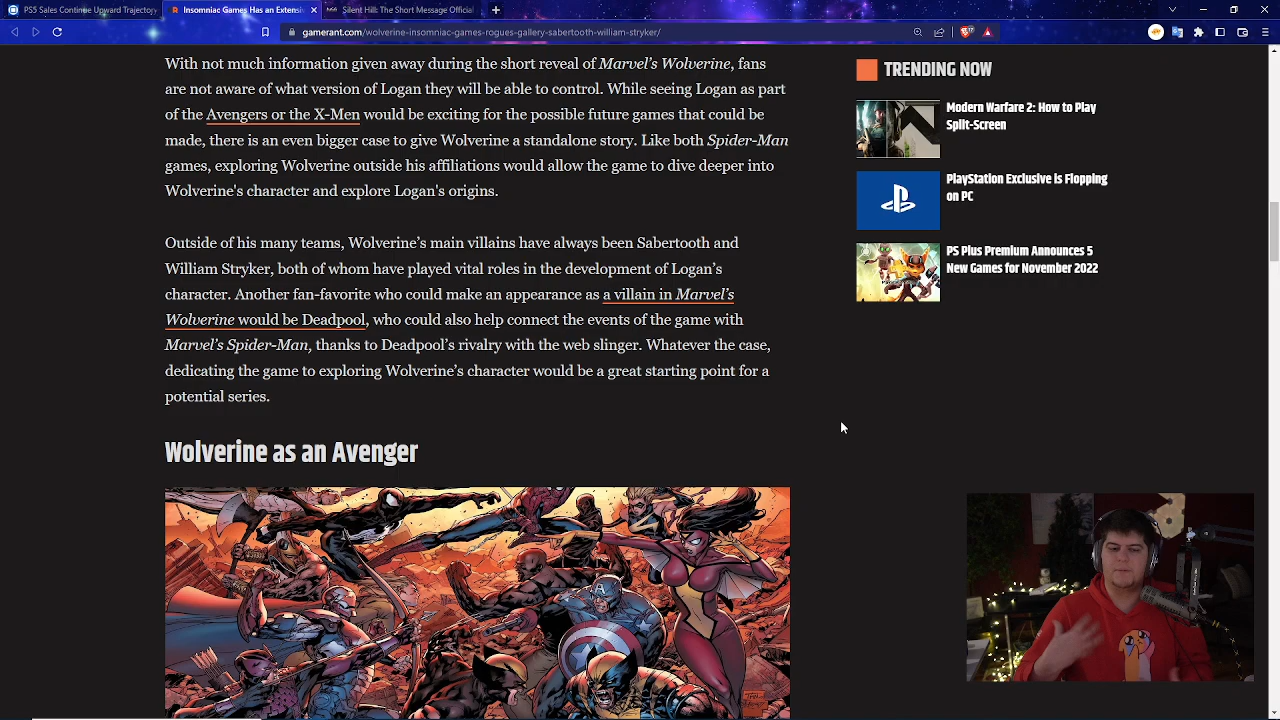 PS5 Sales Continue Upward Trajectory
Insomniac Games Has an Extensiv
Silent Hill: The Short Message Official
gamerant.com/wolverine-insomniac-games-rogues-gallery-sabertooth-william-stryker/
With not much information given away during the short reveal of Marvel's Wolverine, fans
are not aware of what version of Logan they will be able to control. While seeing Logan as part
of the Avengers or the X-Men would be exciting for the possible future games that could be
made, there is an even bigger case to give Wolverine a standalone story. Like both Spider-Man
games, exploring Wolverine outside his affiliations would allow the game to dive deeper into
Wolverine's character and explore Logan's origins.
Outside of his many teams, Wolverine's main villains have always been Sabertooth and
William Stryker, both of whom have played vital roles in the development of Logan's
character. Another fan-favorite who could make an appearance as a villain in Marvel's
Wolverine would be Deadpool, who could also help connect the events of the game with
Marvel's Spider-Man, thanks to Deadpool's rivalry with the web slinger. Whatever the case,
dedicating the game to exploring Wolverine's character would be a great starting point for a
potential series.
Wolverine as an Avenger
TRENDING NOW
Modern Warfare 2: How to Play
Split-Screen
PlayStation Exclusive is Flopping
on PC
PS Plus Premium Announces 5
New Games for November 2022